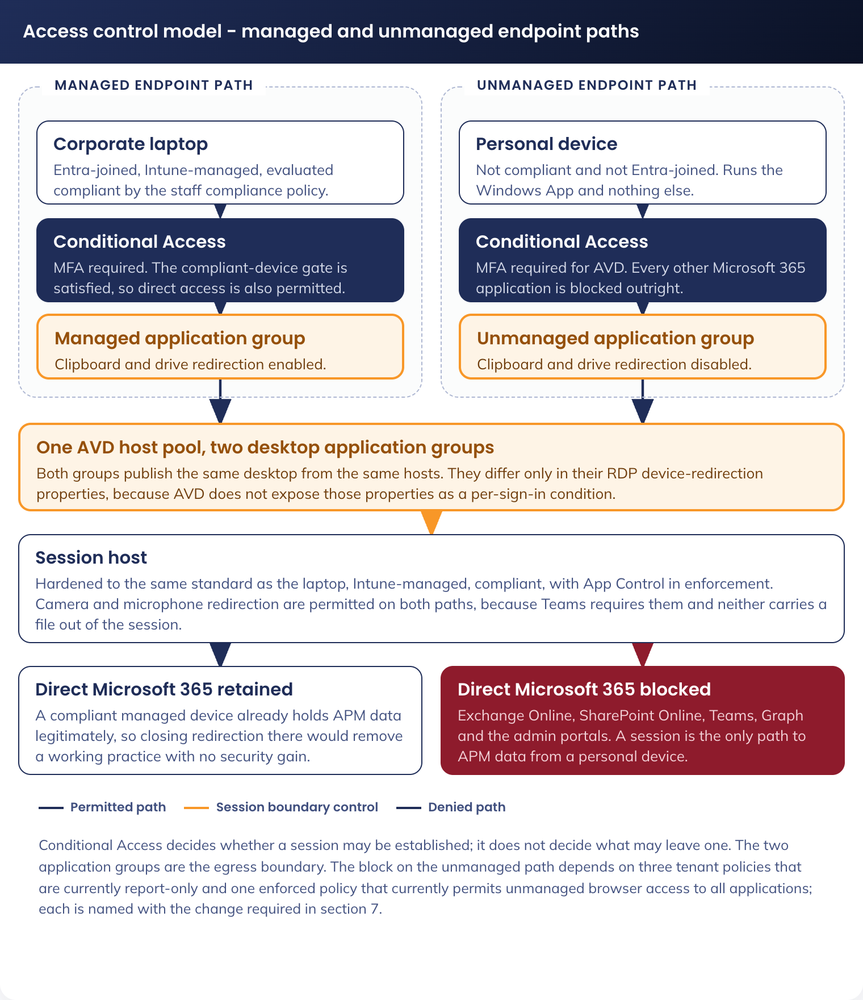 Access control model - managed and unmanaged endpoint paths
MANAGED ENDPOINT PATH
Corporate laptop
Entra-joined, Intune-managed, evaluated
compliant by the staff compliance policy.
Conditional Access
MFA required. The compliant-device gate is
satisfied, so direct access is also permitted.
Managed application group
Clipboard and drive redirection enabled.
UNMANAGED ENDPOINT PATH
Personal device
Not compliant and not Entra-joined. Runs the
Windows App and nothing else.
Conditional Access
MFA required for AVD. Every other Microsoft 365
application is blocked outright.
Unmanaged application group
Clipboard and drive redirection disabled.
One AVD host pool, two desktop application groups
Both groups publish the same desktop from the same hosts. They differ only in their RDP device-redirection
properties, because AVD does not expose those properties as a per-sign-in condition.
Session host
Hardened to the same standard as the laptop, Intune-managed, compliant, with App Control in enforcement.
Camera and microphone redirection are permitted on both paths, because Teams requires them and neither carries a
file out of the session.
Direct Microsoft 365 retained
A compliant managed device already holds APM data
legitimately, so closing redirection there would remove
a working practice with no security gain.
Direct Microsoft 365 blocked
Exchange Online, SharePoint Online, Teams, Graph
and the admin portals. A session is the only path to
APM data from a personal device.
Permitted path
Session boundary control
Denied path
Conditional Access decides whether a session may be established; it does not decide what may leave one. The two
application groups are the egress boundary. The block on the unmanaged path depends on three tenant policies that
are currently report-only and one enforced policy that currently permits unmanaged browser access to all applications;
each is named with the change required in section 7.